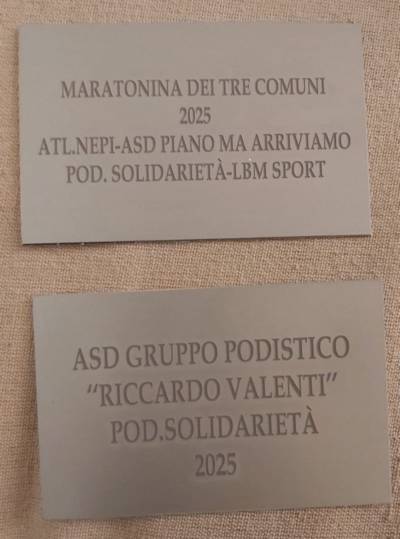 MARATONINA DEI TRE COMUNI
2025
ATL.NEPI-ASD PIANO MA ARRIVIAMO
POD. SOLIDARIETÀ-LBM SPORT
ASD GRUPPO PODISTICO
"RICCARDO VALENTI"
POD.SOLIDARIETÀ
2025